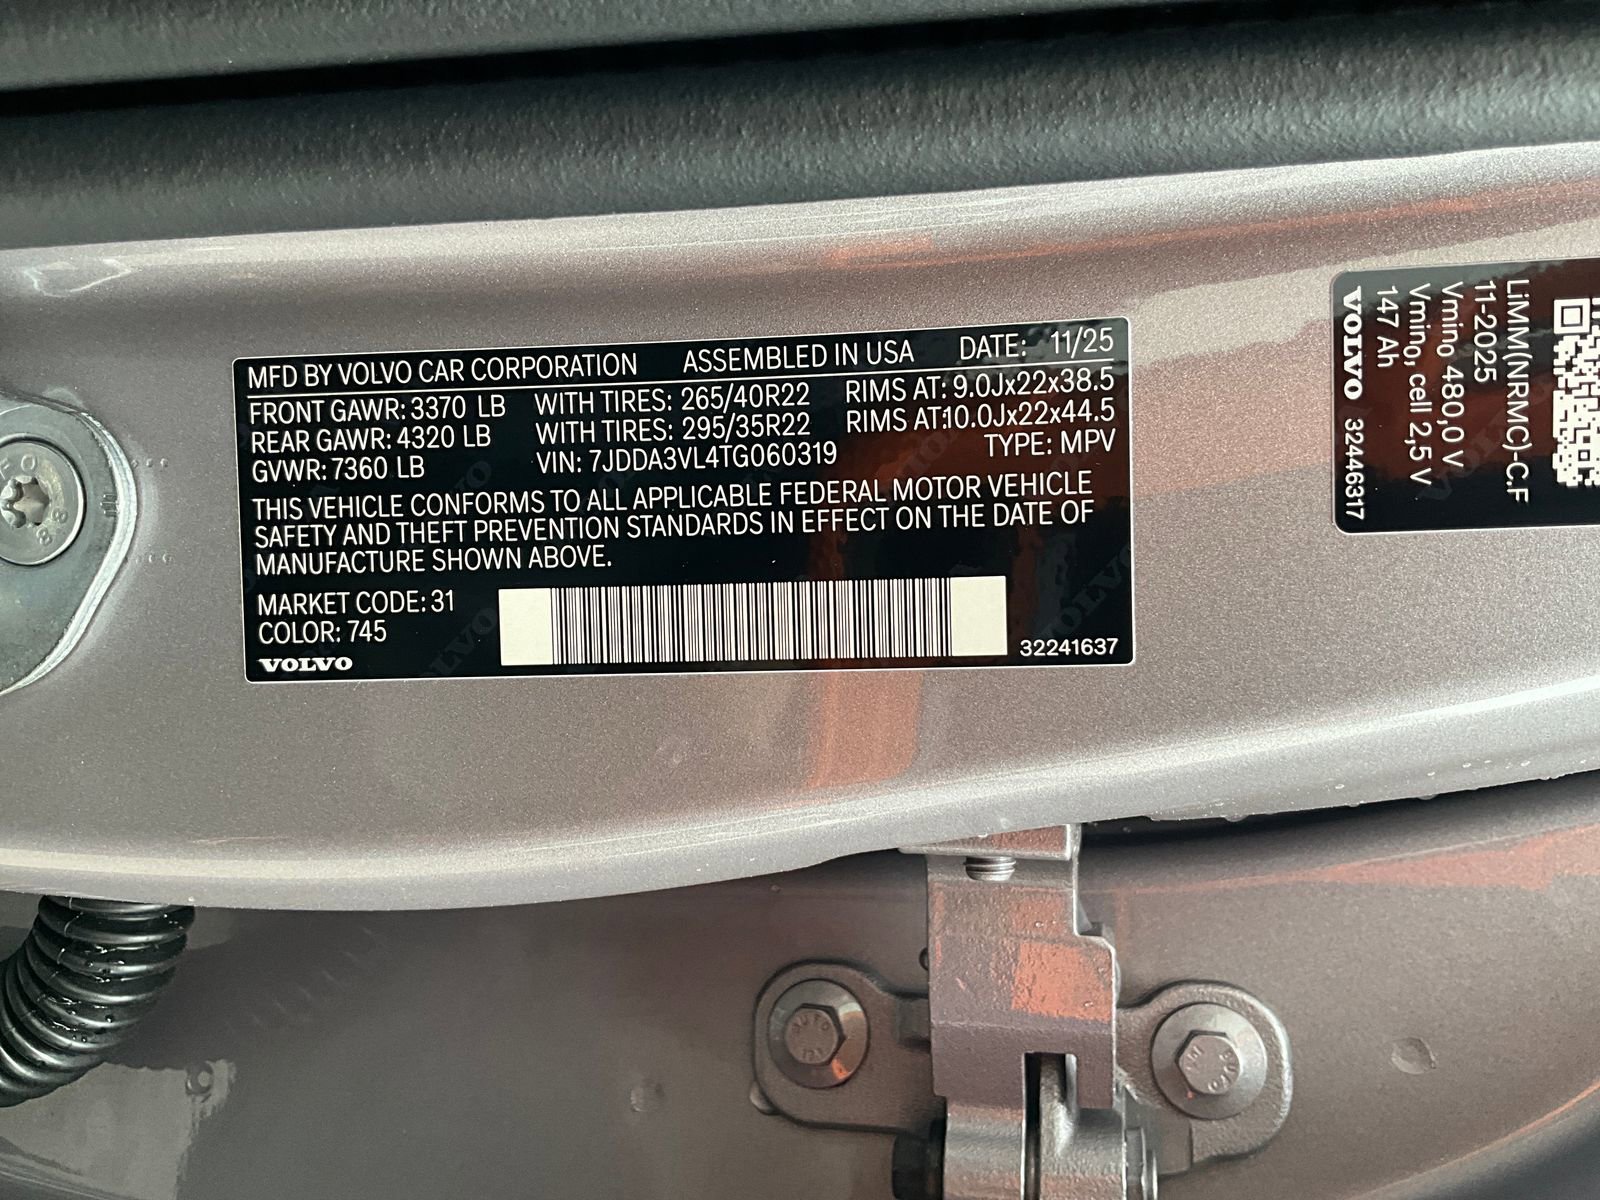 MFD BY VOLVO CAR CORPORATION ASSEMBLED IN USA DATE: 11/25
FRONT GAWR: 3370 LB WITH TIRES: 265/40R22 RIMS AT: 9.0Jx22x38.5
REAR GAWR: 4320 LB WITH TIRES: 295/35R22 RIMS AT:10.0Jx22x44.5
GVWR: 7360 LB VIN: 7JDDA3VL4TG060319 TYPE: MPV
THIS VEHICLE CONFORMS TO ALL APPLICABLE FEDERAL MOTOR VEHICLE
SAFETY AND THEFT PREVENTION STANDARDS IN EFFECT ON THE DATE OF
MANUFACTURE SHOWN ABOVE.
MARKET CODE: 31
COLOR: 745
VOLVO 32241637
LiMM(NRMC)-C,F
11-2025
Vmin, 480,0 V
Vmin, cell 2,5 V
147 Ah
VOLVO 32446317